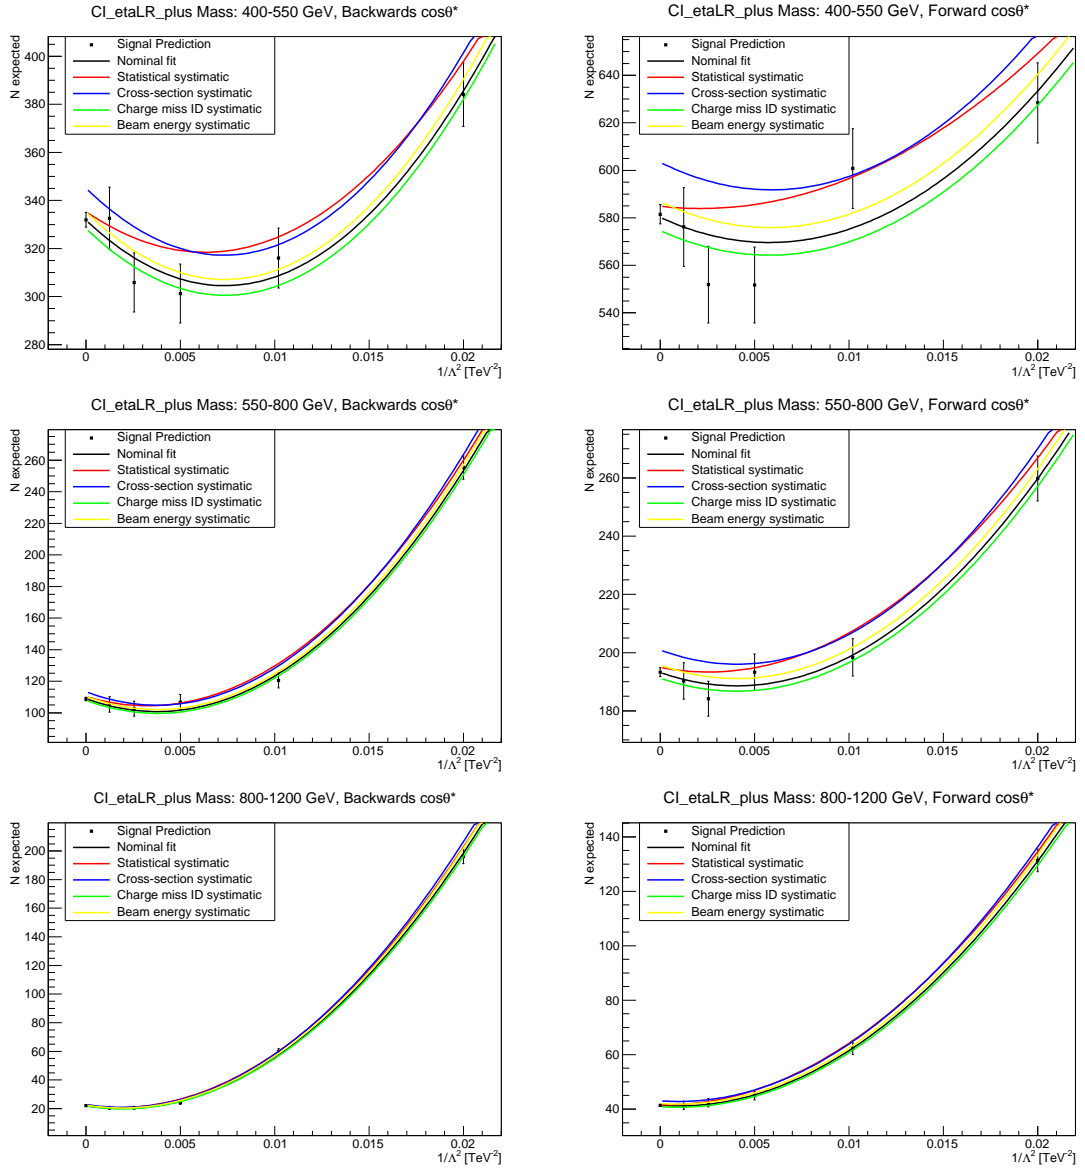 CI_etaLR_plus Mass: 400-550 GeV, Backwards cosθ*
N expected
400
380
360
340
320
300
280
Signal Prediction
Nominal fit
Statistical systimatic
Cross-section systimatic
Charge miss ID systimatic
Beam energy systimatic
0 0.005 0.01 0.015 0.02
1/Λ² [TeV⁻²]
CI_etaLR_plus Mass: 400-550 GeV, Forward cosθ*
N expected
640
620
600
580
560
540
Signal Prediction
Nominal fit
Statistical systimatic
Cross-section systimatic
Charge miss ID systimatic
Beam energy systimatic
0 0.005 0.01 0.015 0.02
1/Λ² [TeV⁻²]
CI_etaLR_plus Mass: 550-800 GeV, Backwards cosθ*
N expected
260
240
220
200
180
160
140
120
100
Signal Prediction
Nominal fit
Statistical systimatic
Cross-section systimatic
Charge miss ID systimatic
Beam energy systimatic
0 0.005 0.01 0.015 0.02
1/Λ² [TeV⁻²]
CI_etaLR_plus Mass: 550-800 GeV, Forward cosθ*
N expected
260
240
220
200
180
Signal Prediction
Nominal fit
Statistical systimatic
Cross-section systimatic
Charge miss ID systimatic
Beam energy systimatic
0 0.005 0.01 0.015 0.02
1/Λ² [TeV⁻²]
CI_etaLR_plus Mass: 800-1200 GeV, Backwards cosθ*
N expected
200
180
160
140
120
100
80
60
40
20
Signal Prediction
Nominal fit
Statistical systimatic
Cross-section systimatic
Charge miss ID systimatic
Beam energy systimatic
0 0.005 0.01 0.015 0.02
1/Λ² [TeV⁻²]
CI_etaLR_plus Mass: 800-1200 GeV, Forward cosθ*
N expected
140
120
100
80
60
40
Signal Prediction
Nominal fit
Statistical systimatic
Cross-section systimatic
Charge miss ID systimatic
Beam energy systimatic
0 0.005 0.01 0.015 0.02
1/Λ² [TeV⁻²]